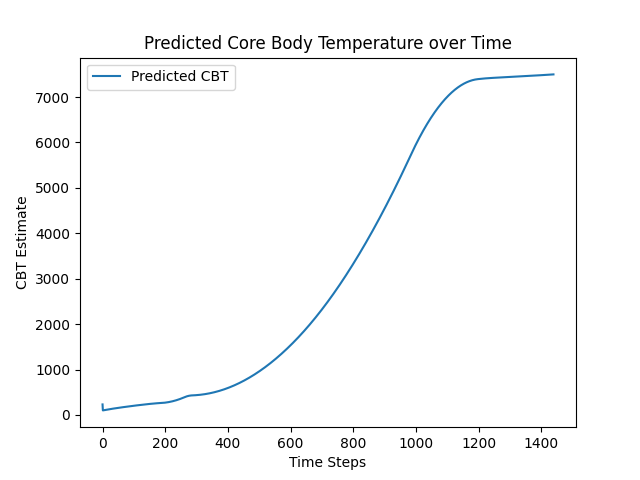 Predicted Core Body Temperature over Time
Predicted CBT
CBT Estimate
7000
6000
5000
4000
3000
2000
1000
0
0 200 400 600 800 1000 1200 1400
Time Steps